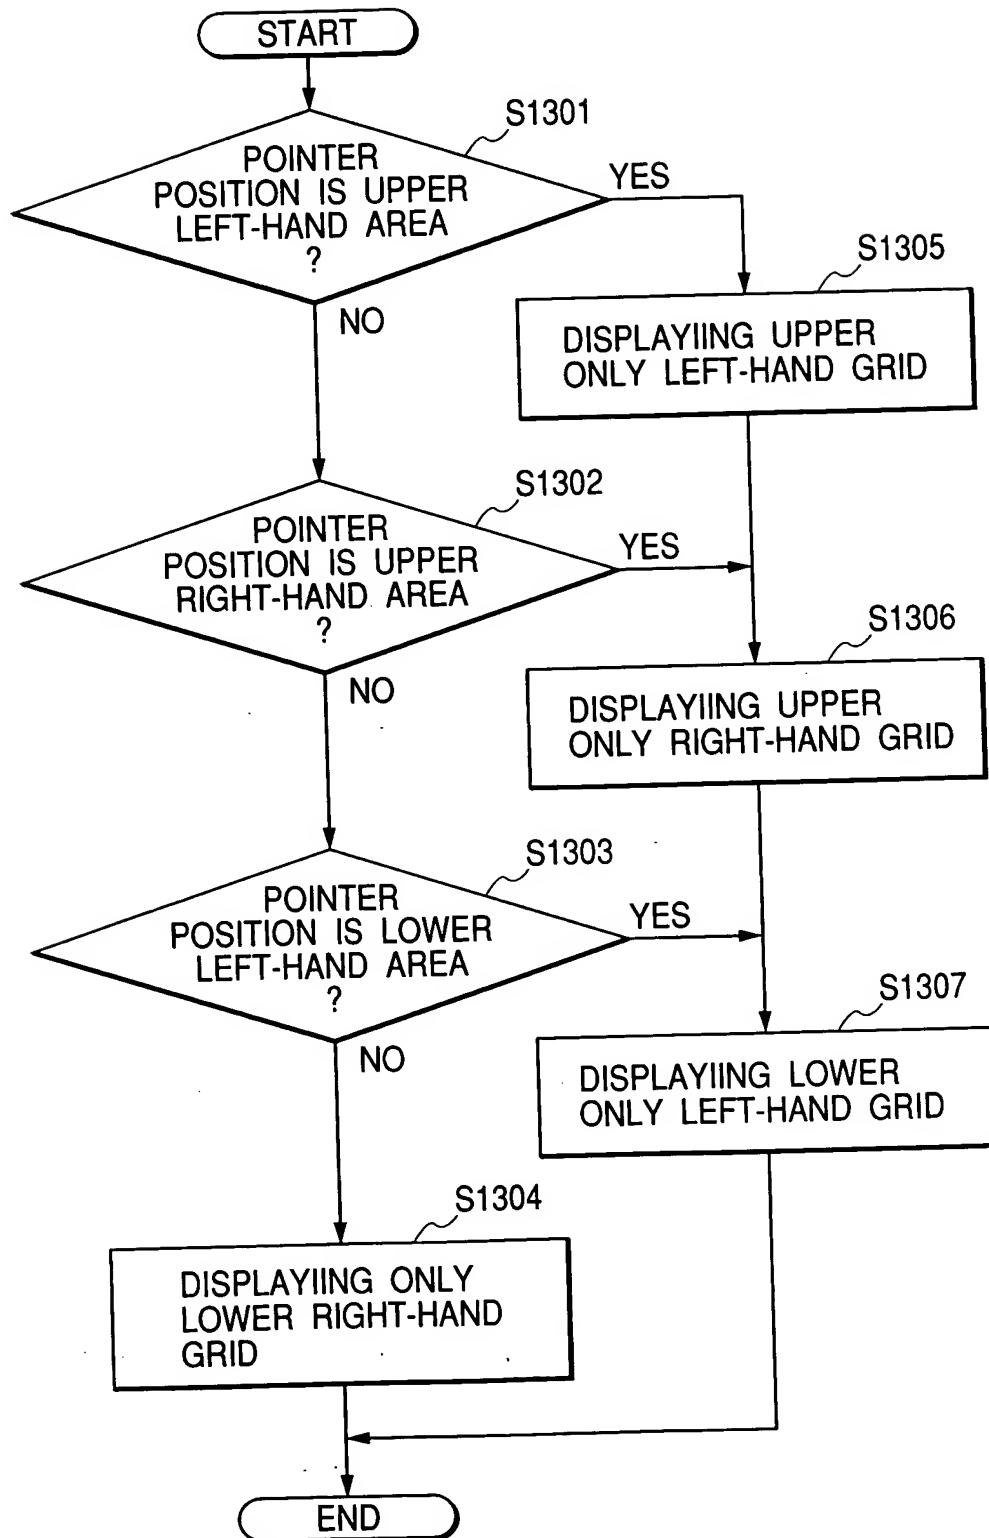 START
S1301
POINTER
POSITION IS UPPER
LEFT-HAND AREA
?
YES
NO
S1305
DISPLAYIING UPPER
ONLY LEFT-HAND GRID
S1302
POINTER
POSITION IS UPPER
RIGHT-HAND AREA
?
YES
NO
S1306
DISPLAYIING UPPER
ONLY RIGHT-HAND GRID
S1303
POINTER
POSITION IS LOWER
LEFT-HAND AREA
?
YES
NO
S1307
DISPLAYIING LOWER
ONLY LEFT-HAND GRID
S1304
DISPLAYIING ONLY
LOWER RIGHT-HAND
GRID
END